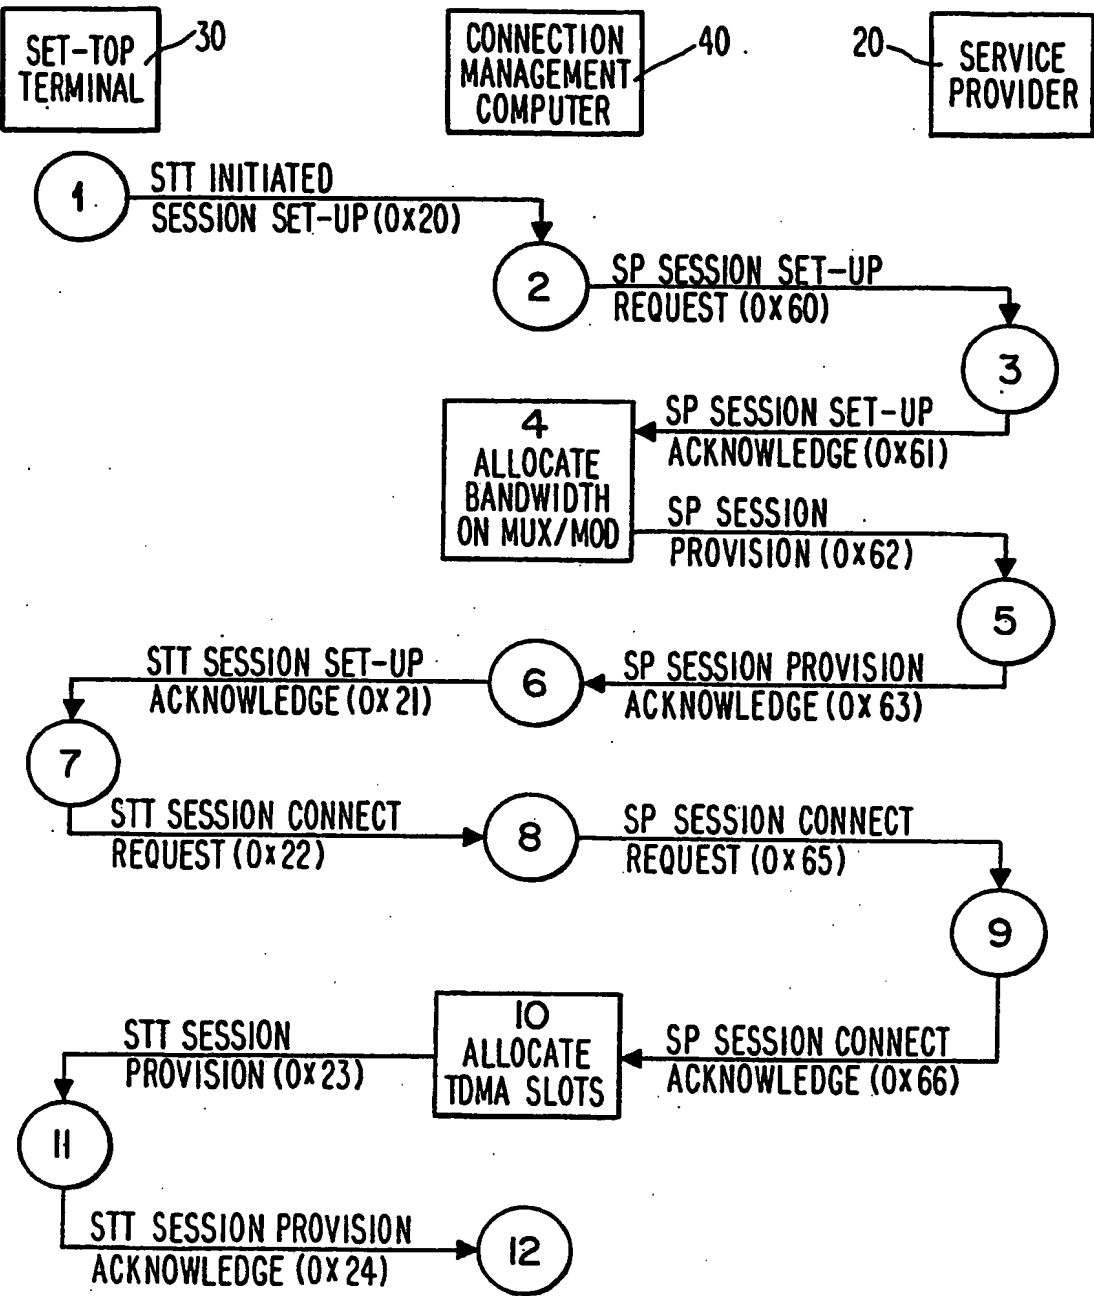 SET-TOP
TERMINAL
30
CONNECTION
MANAGEMENT
COMPUTER
40
20
SERVICE
PROVIDER
1
STT INITIATED
SESSION SET-UP (0X20)
2
SP SESSION SET-UP
REQUEST (0X60)
3
SP SESSION SET-UP
ACKNOWLEDGE (0X61)
4
ALLOCATE
BANDWIDTH
ON MUX/MOD
SP SESSION
PROVISION (0X62)
5
SP SESSION PROVISION
ACKNOWLEDGE (0X63)
6
STT SESSION SET-UP
ACKNOWLEDGE (0X21)
7
STT SESSION CONNECT
REQUEST (0X22)
8
SP SESSION CONNECT
REQUEST (0X65)
9
SP SESSION CONNECT
ACKNOWLEDGE (0X66)
10
ALLOCATE
TDMA SLOTS
STT SESSION
PROVISION (0X23)
11
STT SESSION PROVISION
ACKNOWLEDGE (0X24)
12